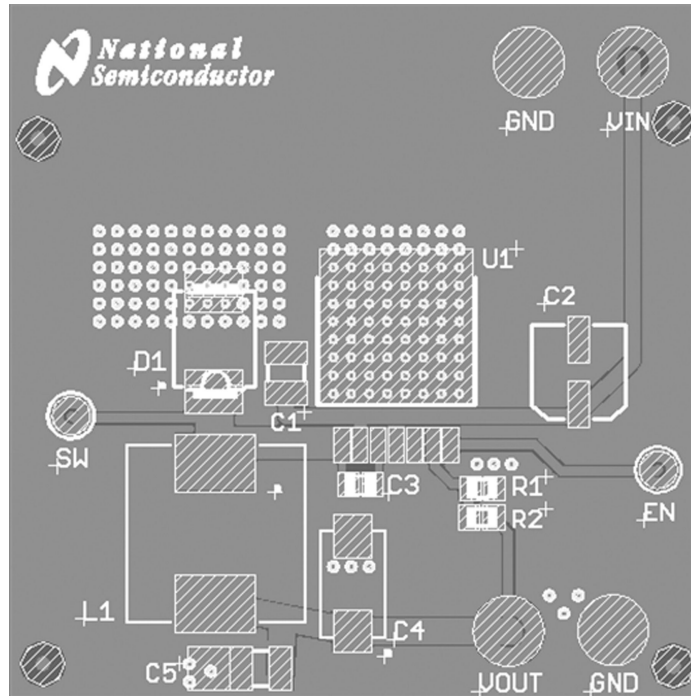 National
Semiconductor
GND
VIN
U1
C2
D1
C1
SW
C3
R1
R2
EN
L1
C4
C5
VOUT
GND